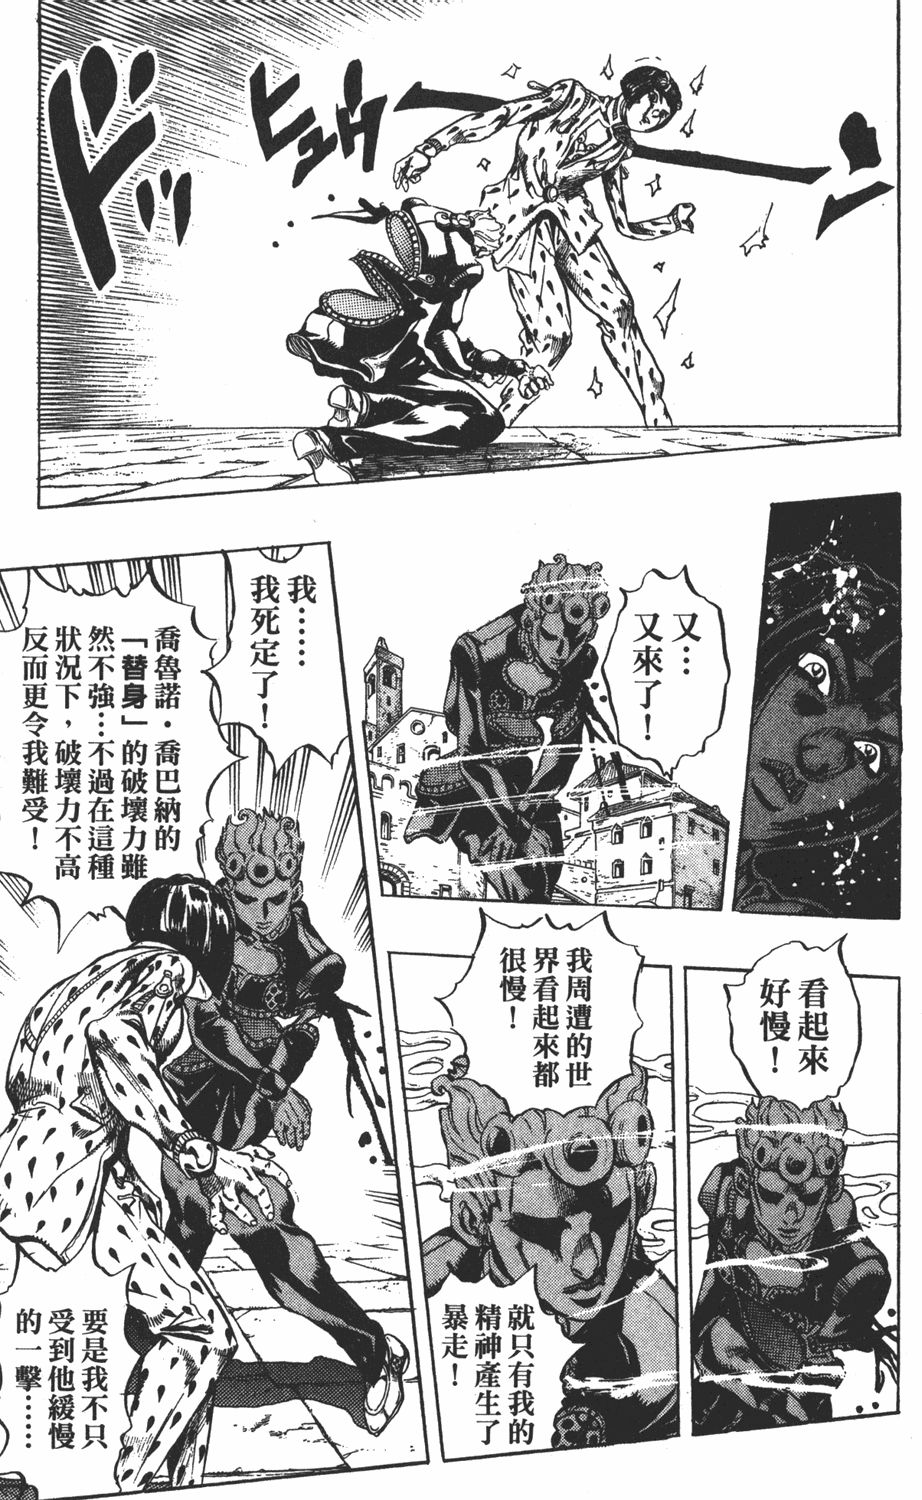 ドドッ
ヒュウウ
ン
又…
又來了！
看起來
好慢！
我周遭的世
界看起來都
很慢！
就只有我的
精神產生了
暴走！
我……
我死定了！
喬魯諾·喬巴納的
「替身」的破壞力雖
然不強…不過在這種
狀況下，破壞力不高
反而更令我難受！
要是我不只
受到他緩慢
的一擊……